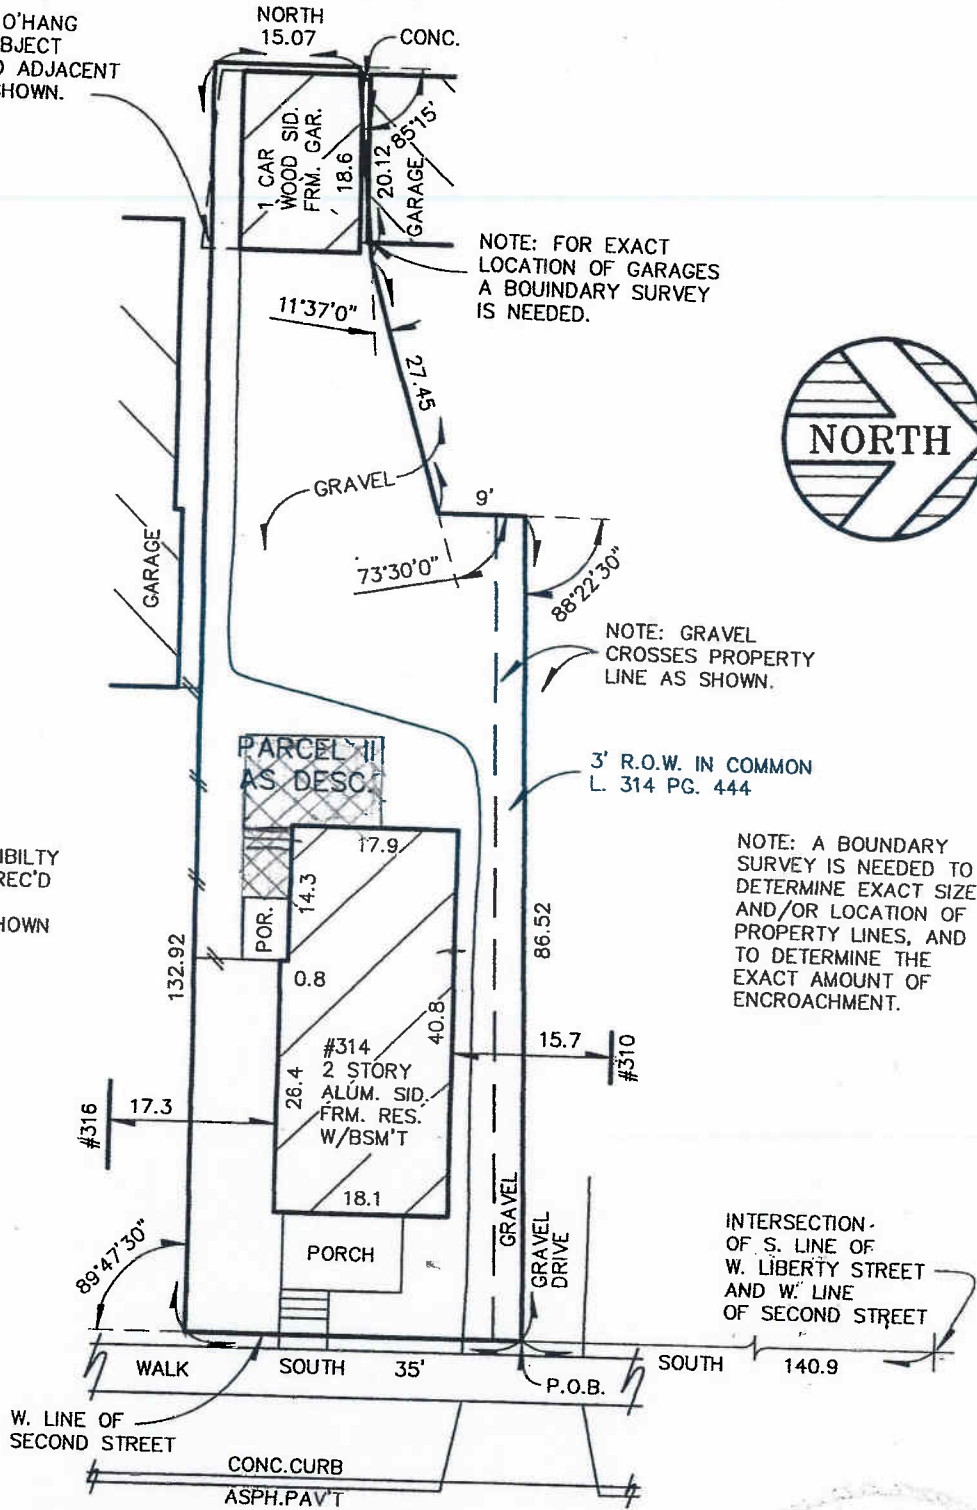 O'HANG
BJECT
ADJACENT
SHOWN.
NORTH
15.07
CONC.
85°15'
1 CAR
WOOD SID.
FRM. GAR.
18.6
20.12
GARAGE
NOTE: FOR EXACT
LOCATION OF GARAGES
A BOUINDARY SURVEY
IS NEEDED.
11°37'0"
27.45
NORTH
GRAVEL
9'
GARAGE
73°30'0"
88°22'30"
NOTE: GRAVEL
CROSSES PROPERTY
LINE AS SHOWN.
PARCEL II
AS DESC.
3' R.O.W. IN COMMON
L. 314 PG. 444
17.9
IBILTY
REC'D
HOWN
NOTE: A BOUNDARY
SURVEY IS NEEDED TO
DETERMINE EXACT SIZE
AND/OR LOCATION OF
PROPERTY LINES, AND
TO DETERMINE THE
EXACT AMOUNT OF
ENCROACHMENT.
14.3
POR.
132.92
0.8
86.52
40.8
15.7
#310
#314
2 STORY
ALUM. SID.
FRM. RES.
W/BSM'T
26.4
17.3
#316
18.1
GRAVEL
GRAVEL
DRIVE
PORCH
89°47'30"
INTERSECTION
OF S. LINE OF
W. LIBERTY STREET
AND W. LINE
OF SECOND STREET
WALK
SOUTH
35'
SOUTH
140.9
P.O.B.
W. LINE OF
SECOND STREET
CONC.CURB
ASPH.PAV'T